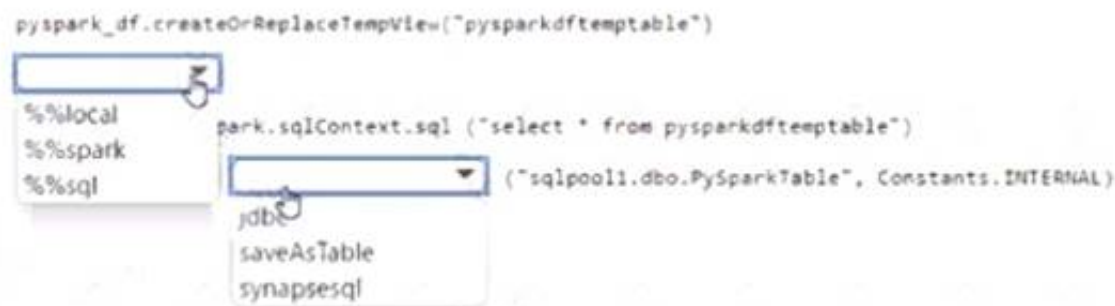 pyspark_df.createOrReplaceTempView("pysparkdftemptable")
%%local
park.sqlContext.sql ("select * from pysparkdftemptable")
%%spark
%%sql
("sqlpool1.dbo.PySparkTable", Constants.INTERNAL)
jdbc
saveAsTable
synapsesql